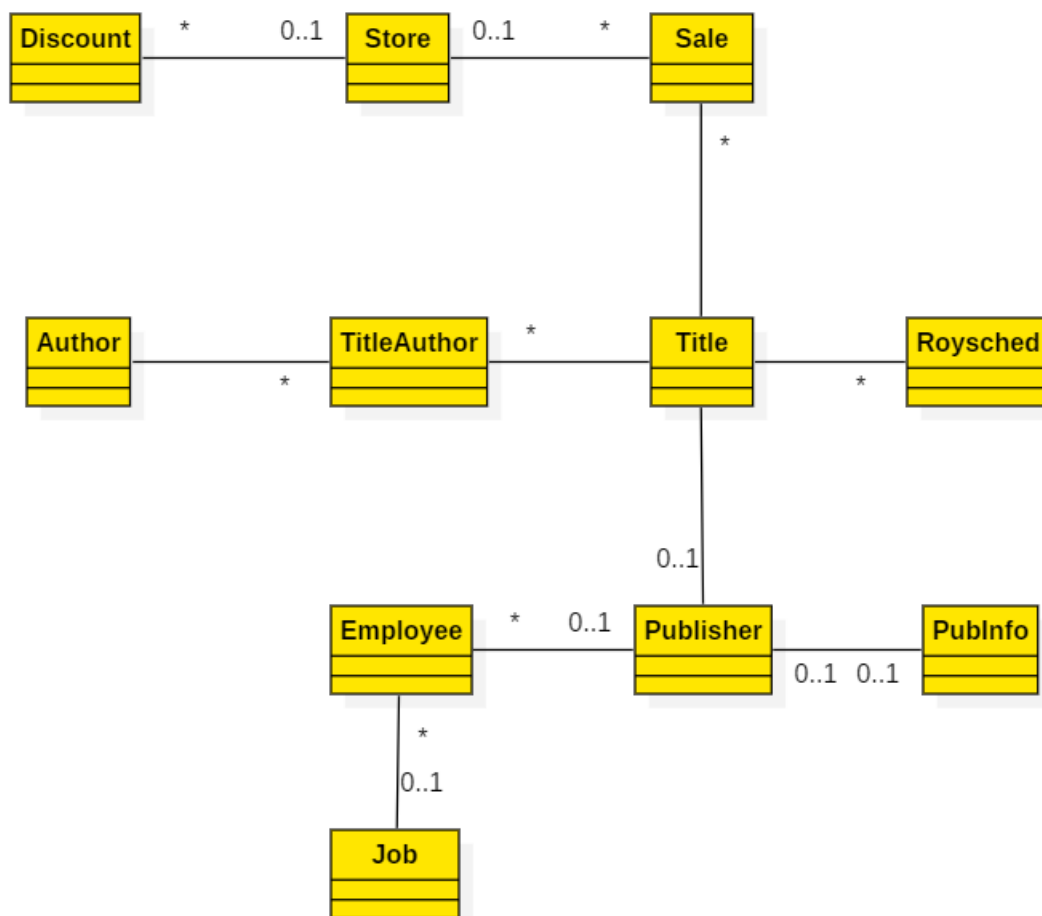 Discount * 0..1 Store 0..1 * Sale
*
Author * TitleAuthor * Title * Roysched
0..1
Employee * 0..1 Publisher 0..1 0..1 PubInfo
*
0..1
Job